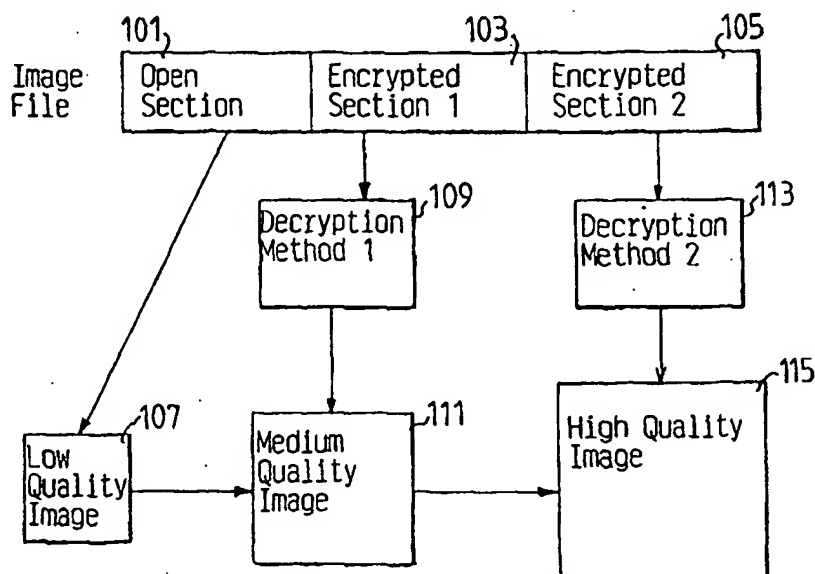 101
103
105
Image
File
Open
Section
Encrypted
Section 1
Encrypted
Section 2
109
113
Decryption
Method 1
Decryption
Method 2
107
111
115
Low
Quality
Image
Medium
Quality
Image
High Quality
Image